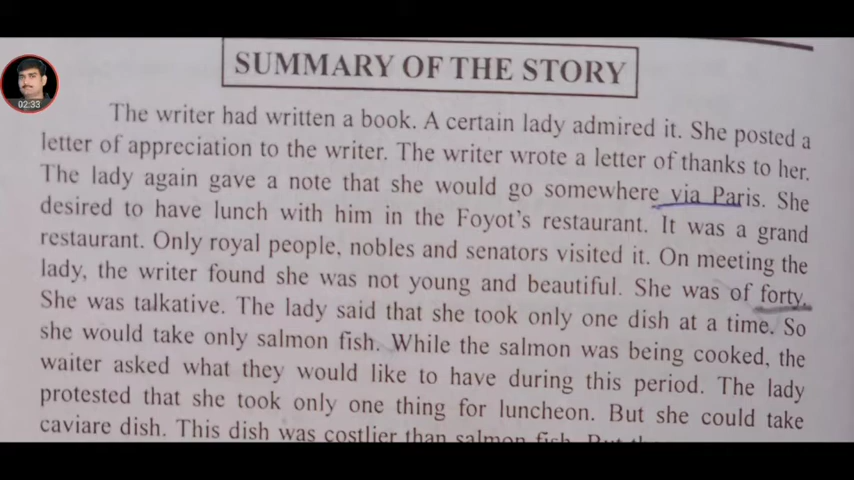 SUMMARY OF THE STORY
02:33
The writer had written a book. A certain lady admired it. She posted a
letter of appreciation to the writer. The writer wrote a letter of thanks to her.
The lady again gave a note that she would go somewhere via Paris. She
desired to have lunch with him in the Foyot's restaurant. It was a grand
restaurant. Only royal people, nobles and senators visited it. On meeting the
lady, the writer found she was not young and beautiful. She was of forty.
She was talkative. The lady said that she took only one dish at a time. So
she would take only salmon fish. While the salmon was being cooked, the
waiter asked what they would like to have during this period. The lady
protested that she took only one thing for luncheon. But she could take
caviare dish. This dish was costlier than salmon fish. But